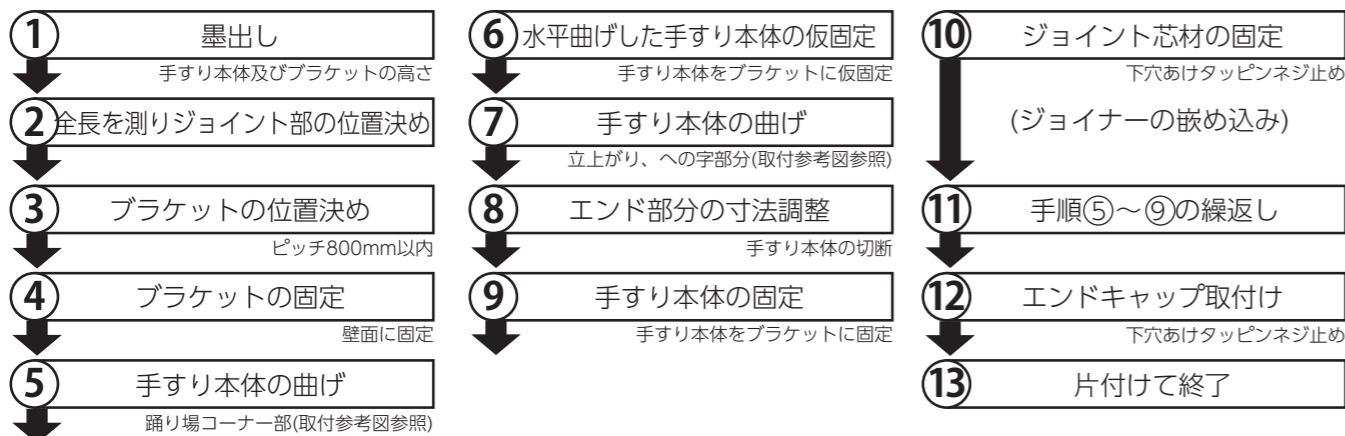 1 墨出し
手すり本体及びブラケットの高さ
2 全長を測りジョイント部の位置決め
3 ブラケットの位置決め
ピッチ800mm以内
4 ブラケットの固定
壁面に固定
5 手すり本体の曲げ
踊り場コーナー部(取付参考図参照)
6 水平曲げした手すり本体の仮固定
手すり本体をブラケットに仮固定
7 手すり本体の曲げ
立上がり、への字部分(取付参考図参照)
8 エンド部分の寸法調整
手すり本体の切断
9 手すり本体の固定
手すり本体をブラケットに固定
10 ジョイント芯材の固定
下穴あけタッピンネジ止め
(ジョイナーの嵌め込み)
11 手順⑤～⑨の繰返し
12 エンドキャップ取付け
下穴あけタッピンネジ止め
13 片付けて終了